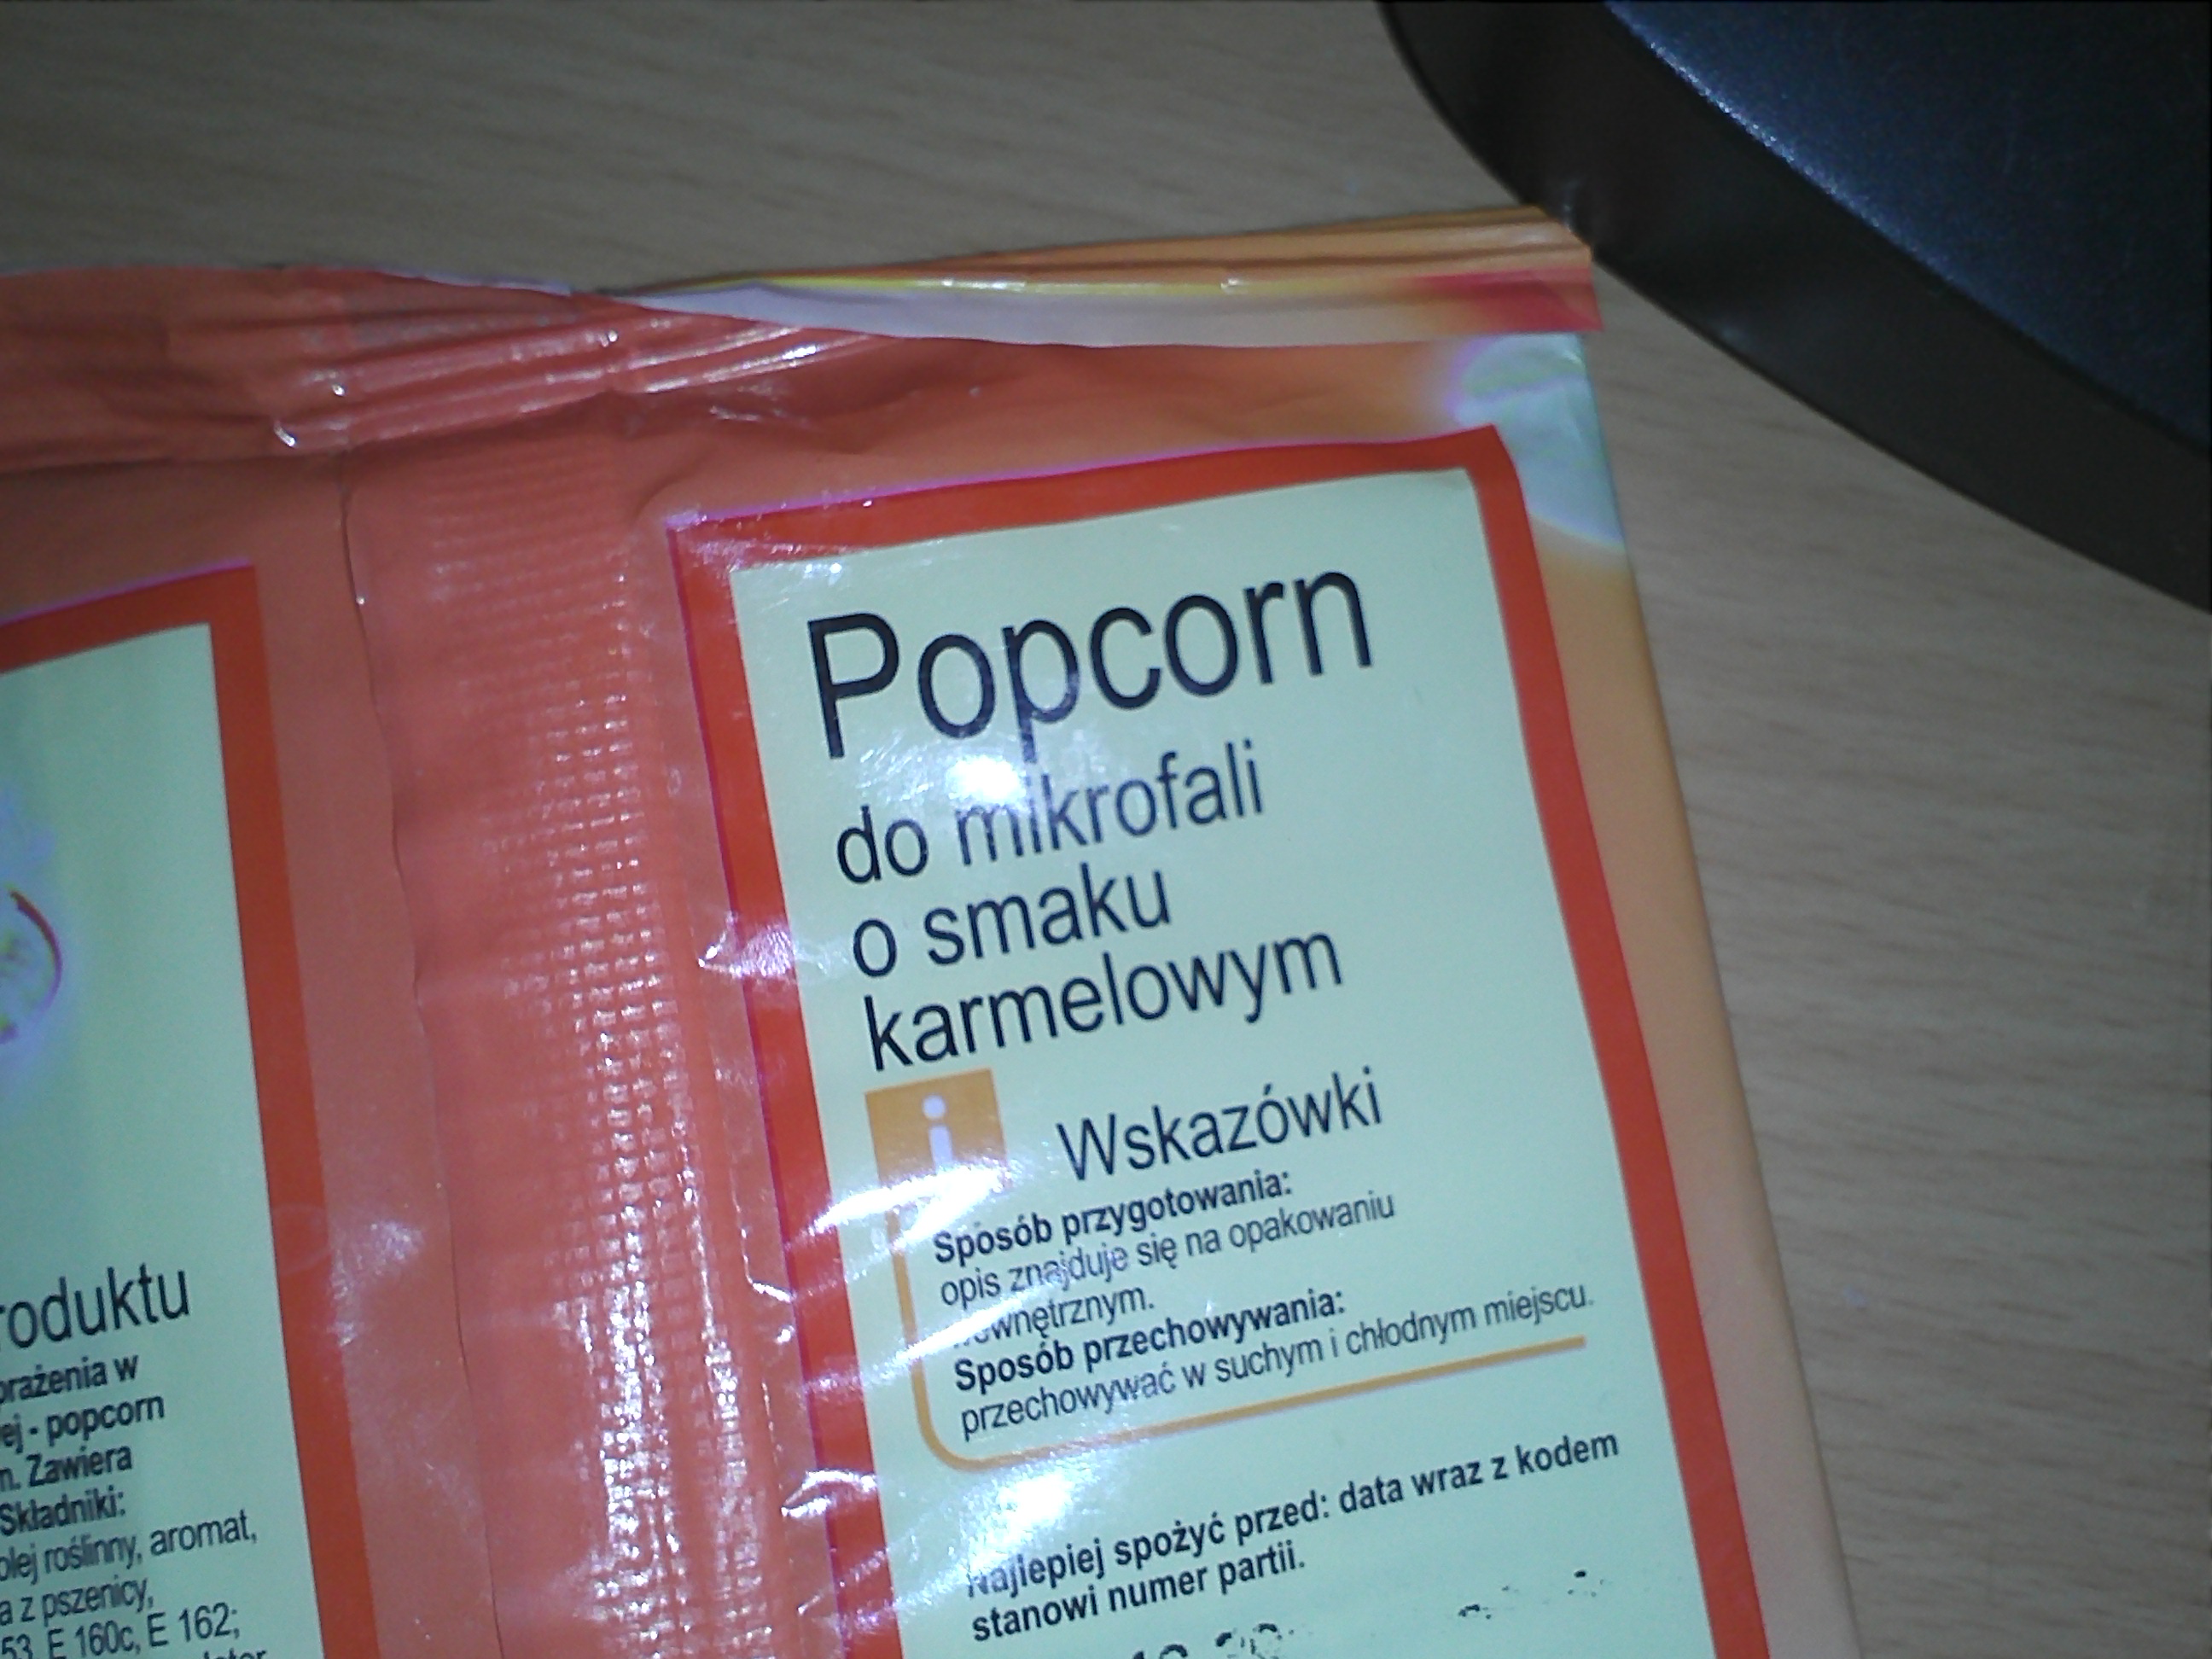 Popcorn
do mikrofali
o smaku
karmelowym
i
Wskazówki
Sposób przygotowania:
opis znajduje się na opakowaniu
Sposób przechowywania:
przechowywać w suchym i chłodnym miejscu.
Najlepiej spożyć przed: data wraz z kodem
stanowi numer partii.
roduktu
prażenia w
ej - popcorn
n. Zawiera
Składniki:
olej roślinny, aromat,
a z pszenicy,
53, E 160c, E 162;